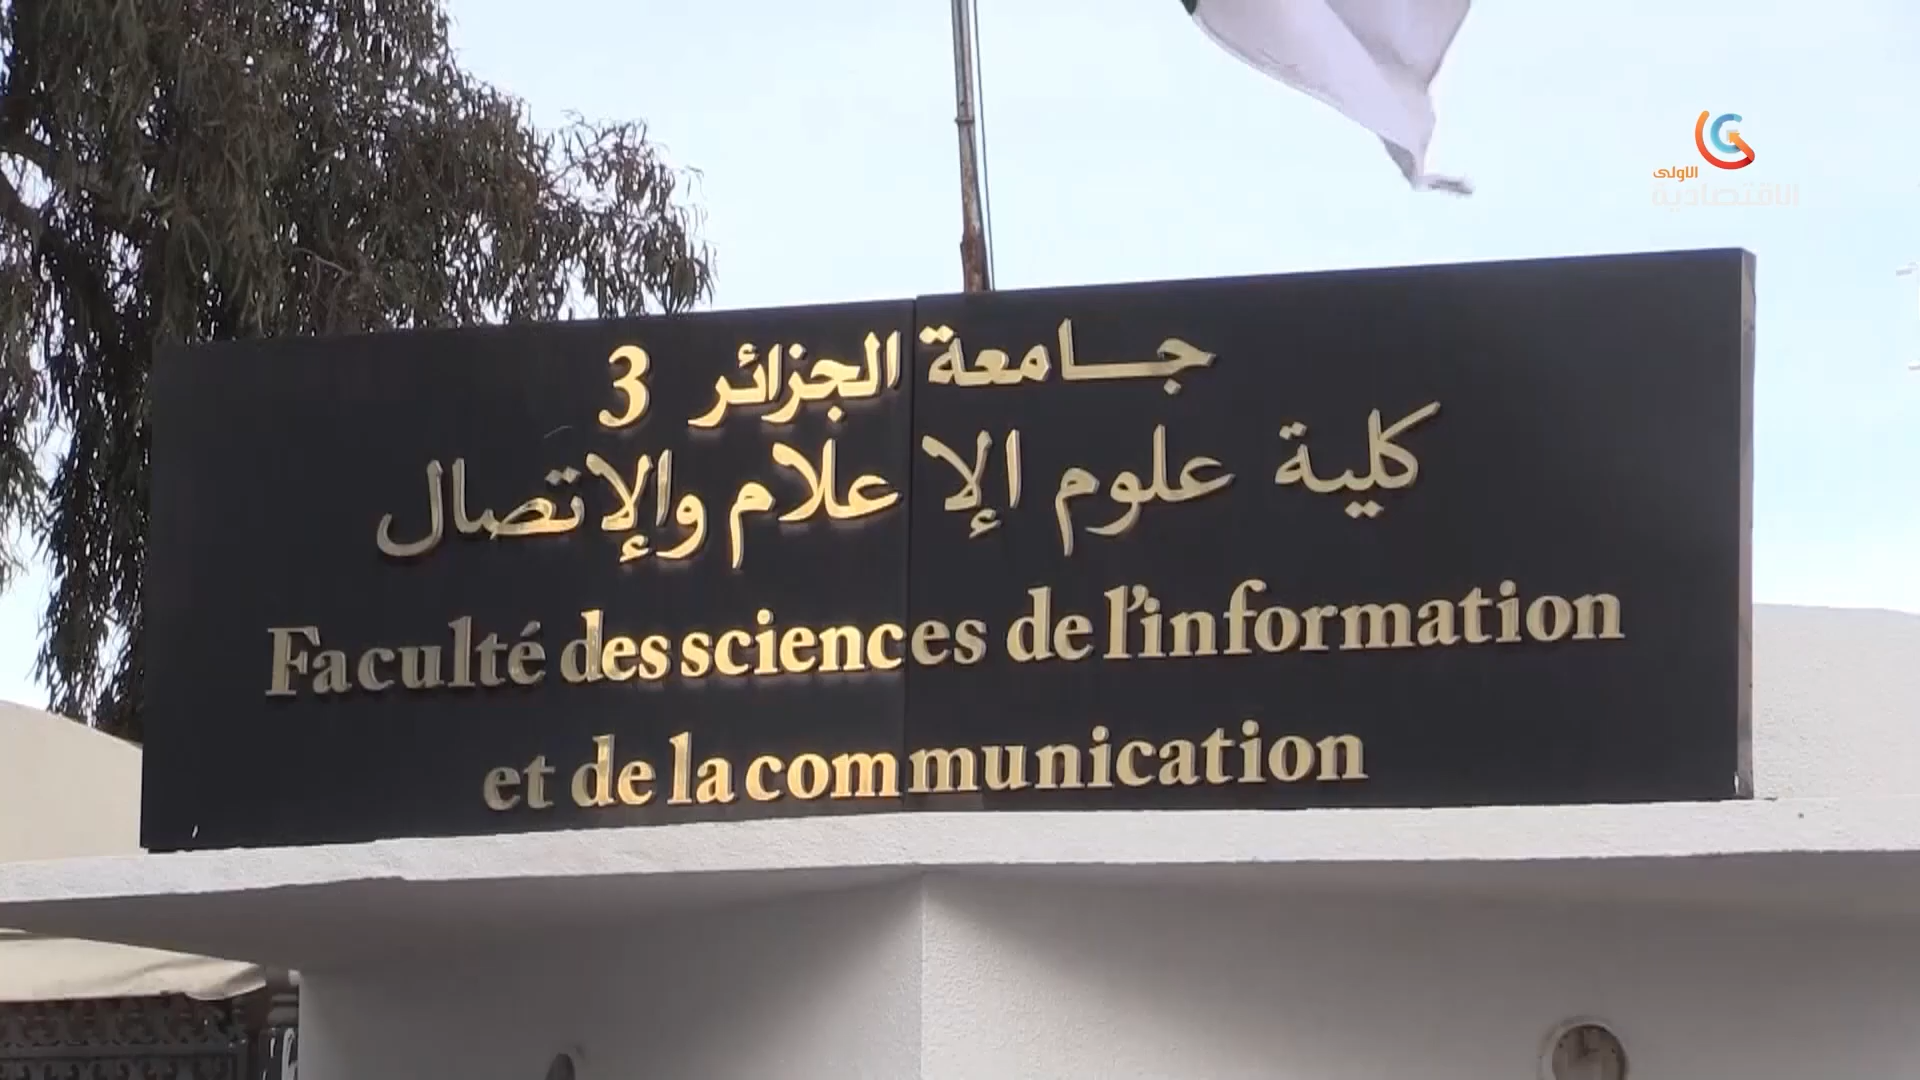 الاولى
الاقتصادية
جامعة الجزائر 3
كلية علوم الإعلام والإتصال
Faculté des sciences de l'information
et de la communication